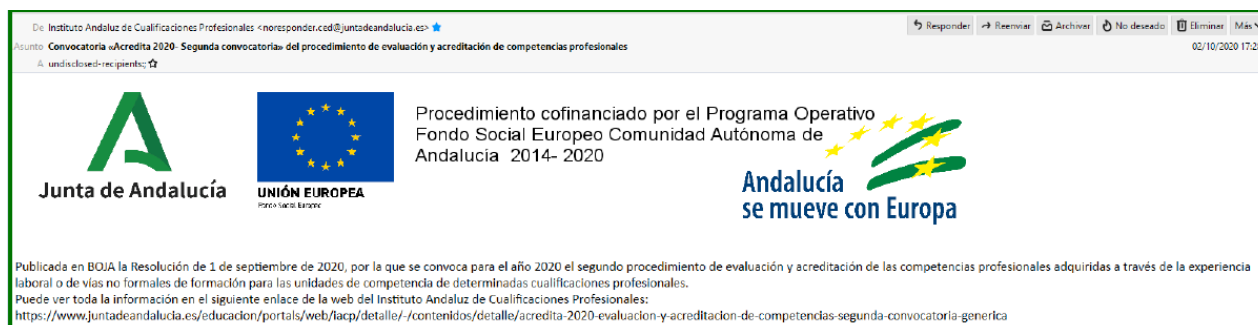 De Instituto Andaluz de Cualificaciones Profesionales <noresponder.ced@juntadeandalucia.es>
Responder Reenviar Archivar No deseado Eliminar Más
Asunto Convocatoria «Acredita 2020- Segunda convocatoria» del procedimiento de evaluación y acreditación de competencias profesionales
02/10/2020 17:2
A undisclosed-recipients:;
Procedimiento cofinanciado por el Programa Operativo
Fondo Social Europeo Comunidad Autónoma de
Andalucía 2014- 2020
Junta de Andalucía
UNIÓN EUROPEA
Fondo Social Europeo
Andalucía
se mueve con Europa
Publicada en BOJA la Resolución de 1 de septiembre de 2020, por la que se convoca para el año 2020 el segundo procedimiento de evaluación y acreditación de las competencias profesionales adquiridas a través de la experiencia
laboral o de vías no formales de formación para las unidades de competencia de determinadas cualificaciones profesionales.
Puede ver toda la información en el siguiente enlace de la web del Instituto Andaluz de Cualificaciones Profesionales:
https://www.juntadeandalucia.es/educacion/portals/web/iacp/detalle/-/contenidos/detalle/acredita-2020-evaluacion-y-acreditacion-de-competencias-segunda-convocatoria-generica